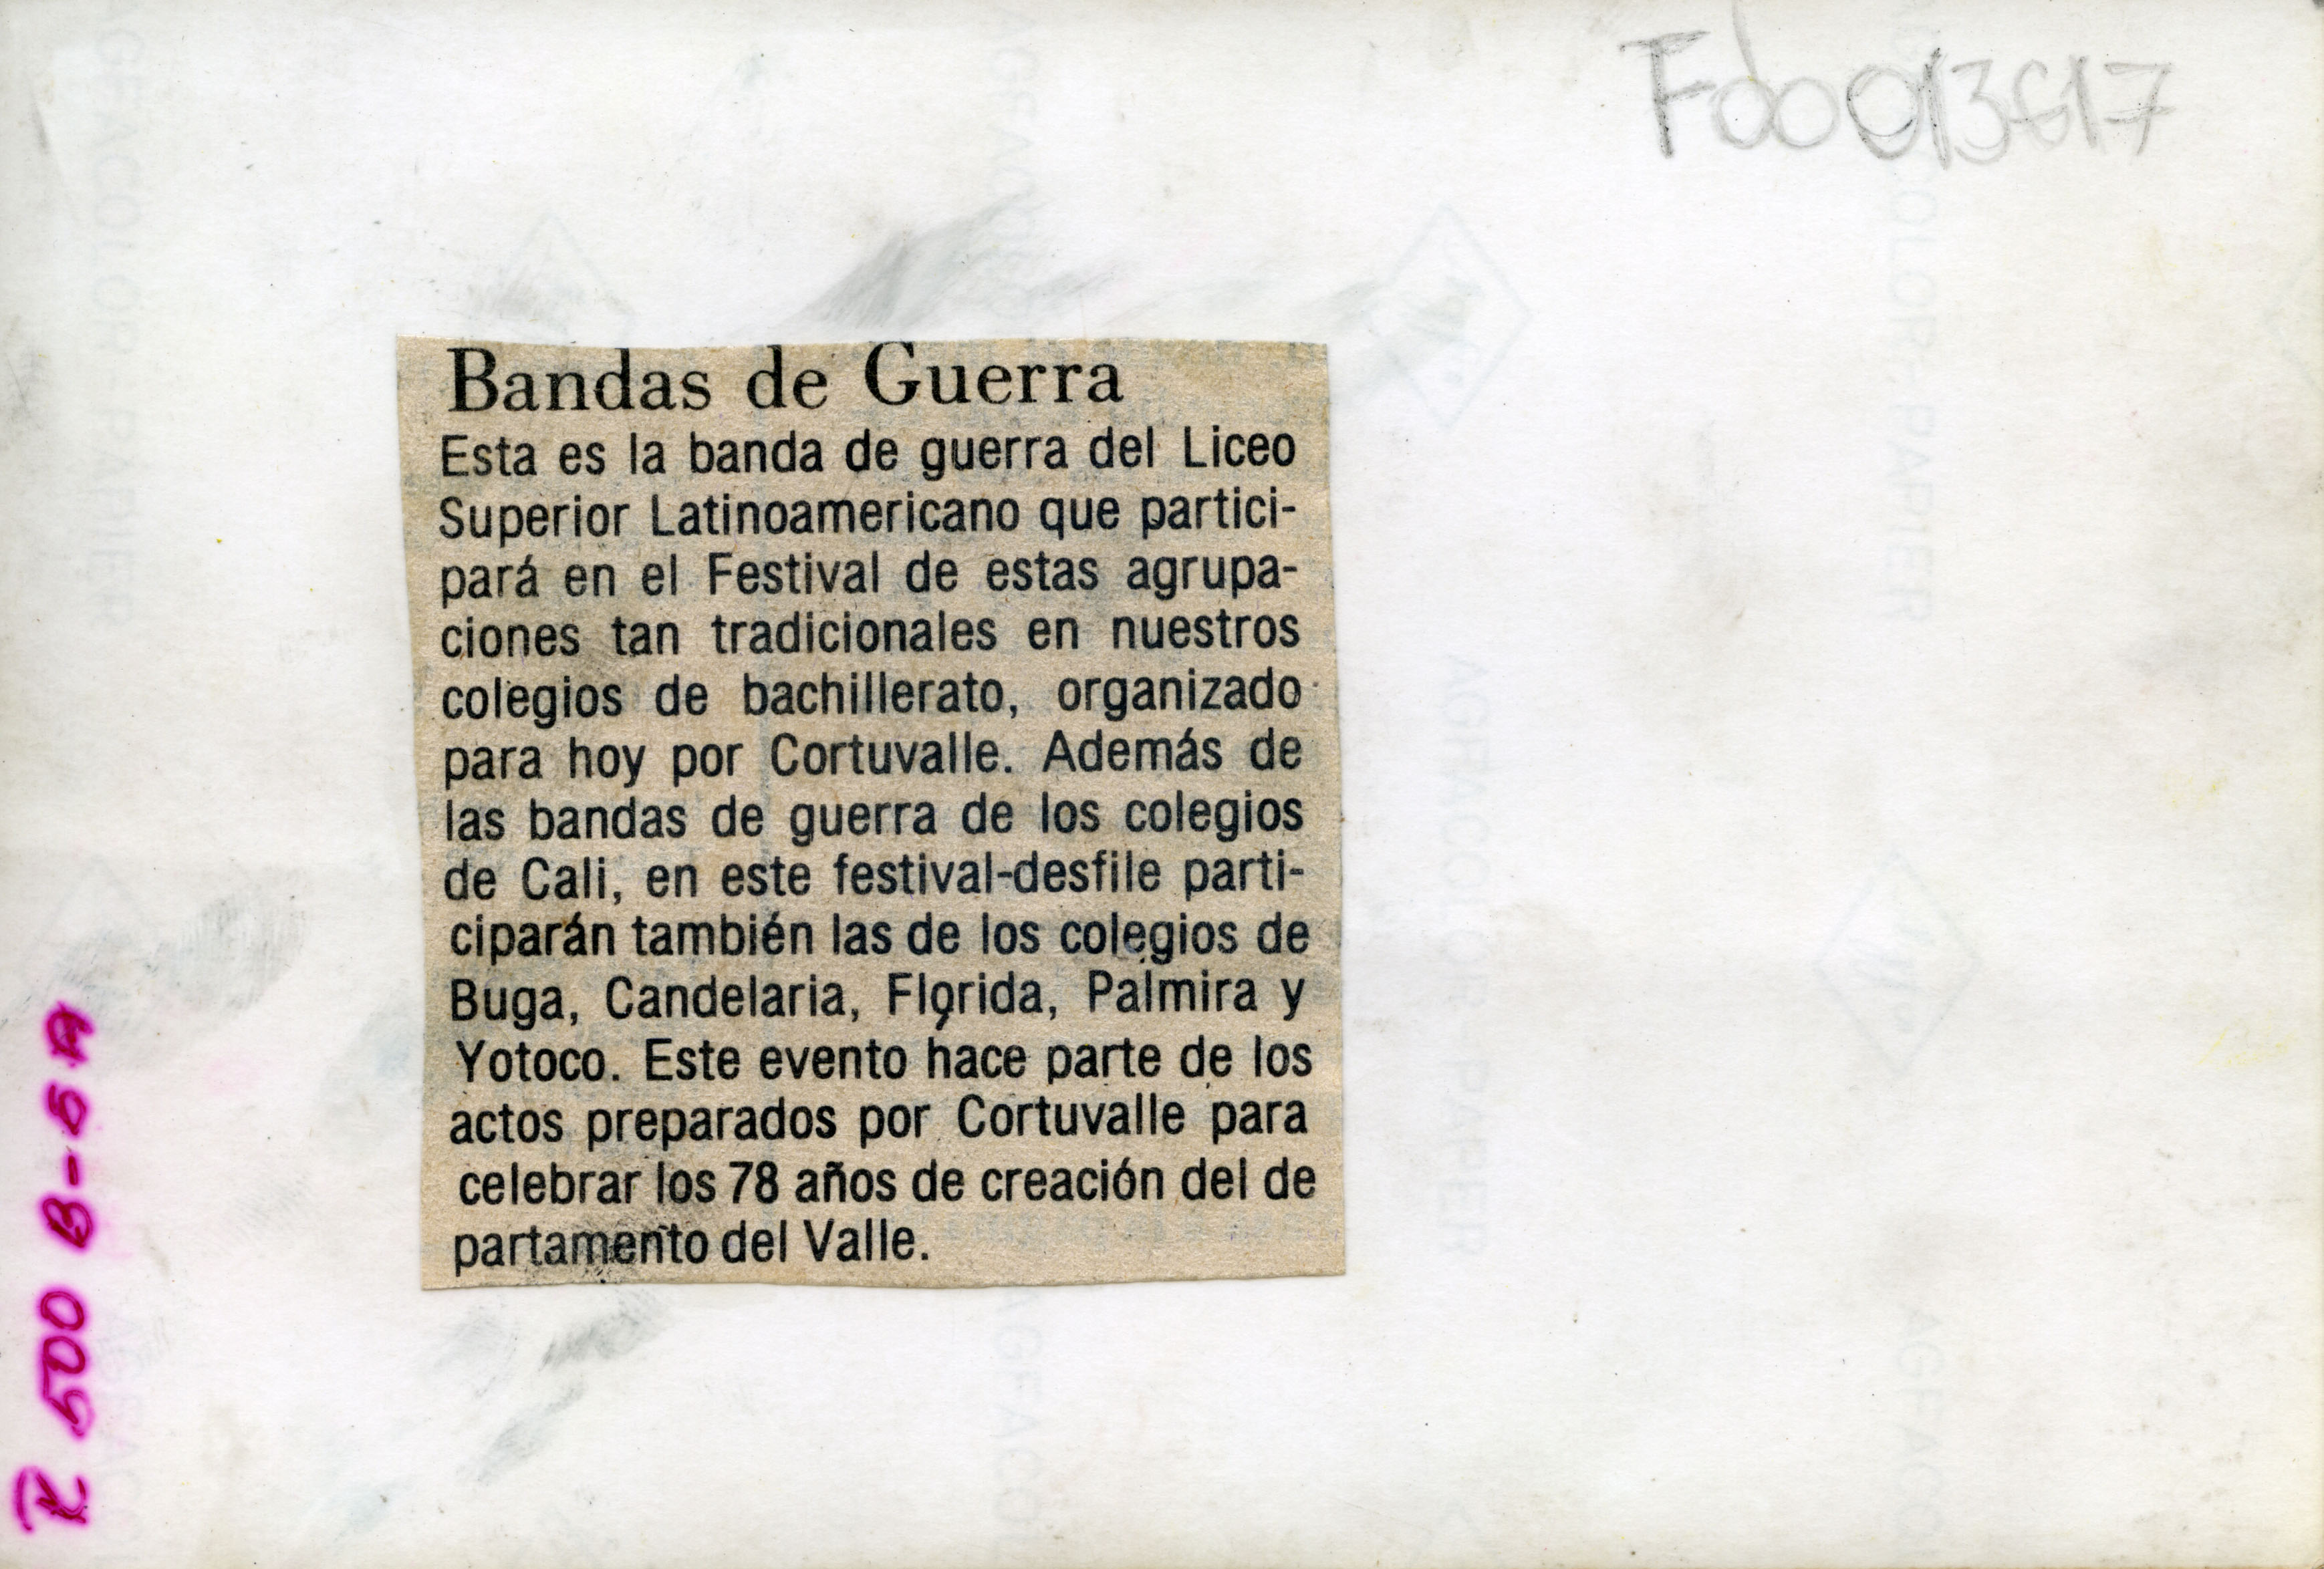 Fdo013617
Bandas de Guerra
Esta es la banda de guerra del Liceo
Superior Latinoamericano que partici-
pará en el Festival de estas agrupa-
ciones tan tradicionales en nuestros
colegios de bachillerato, organizado
para hoy por Cortuvalle. Además de
las bandas de guerra de los colegios
de Cali, en este festival-desfile parti-
ciparán también las de los colegios de
Buga, Candelaria, Florida, Palmira y
Yotoco. Este evento hace parte de los
actos preparados por Cortuvalle para
celebrar los 78 años de creación del de
partamento del Valle.
R 500 B-5A